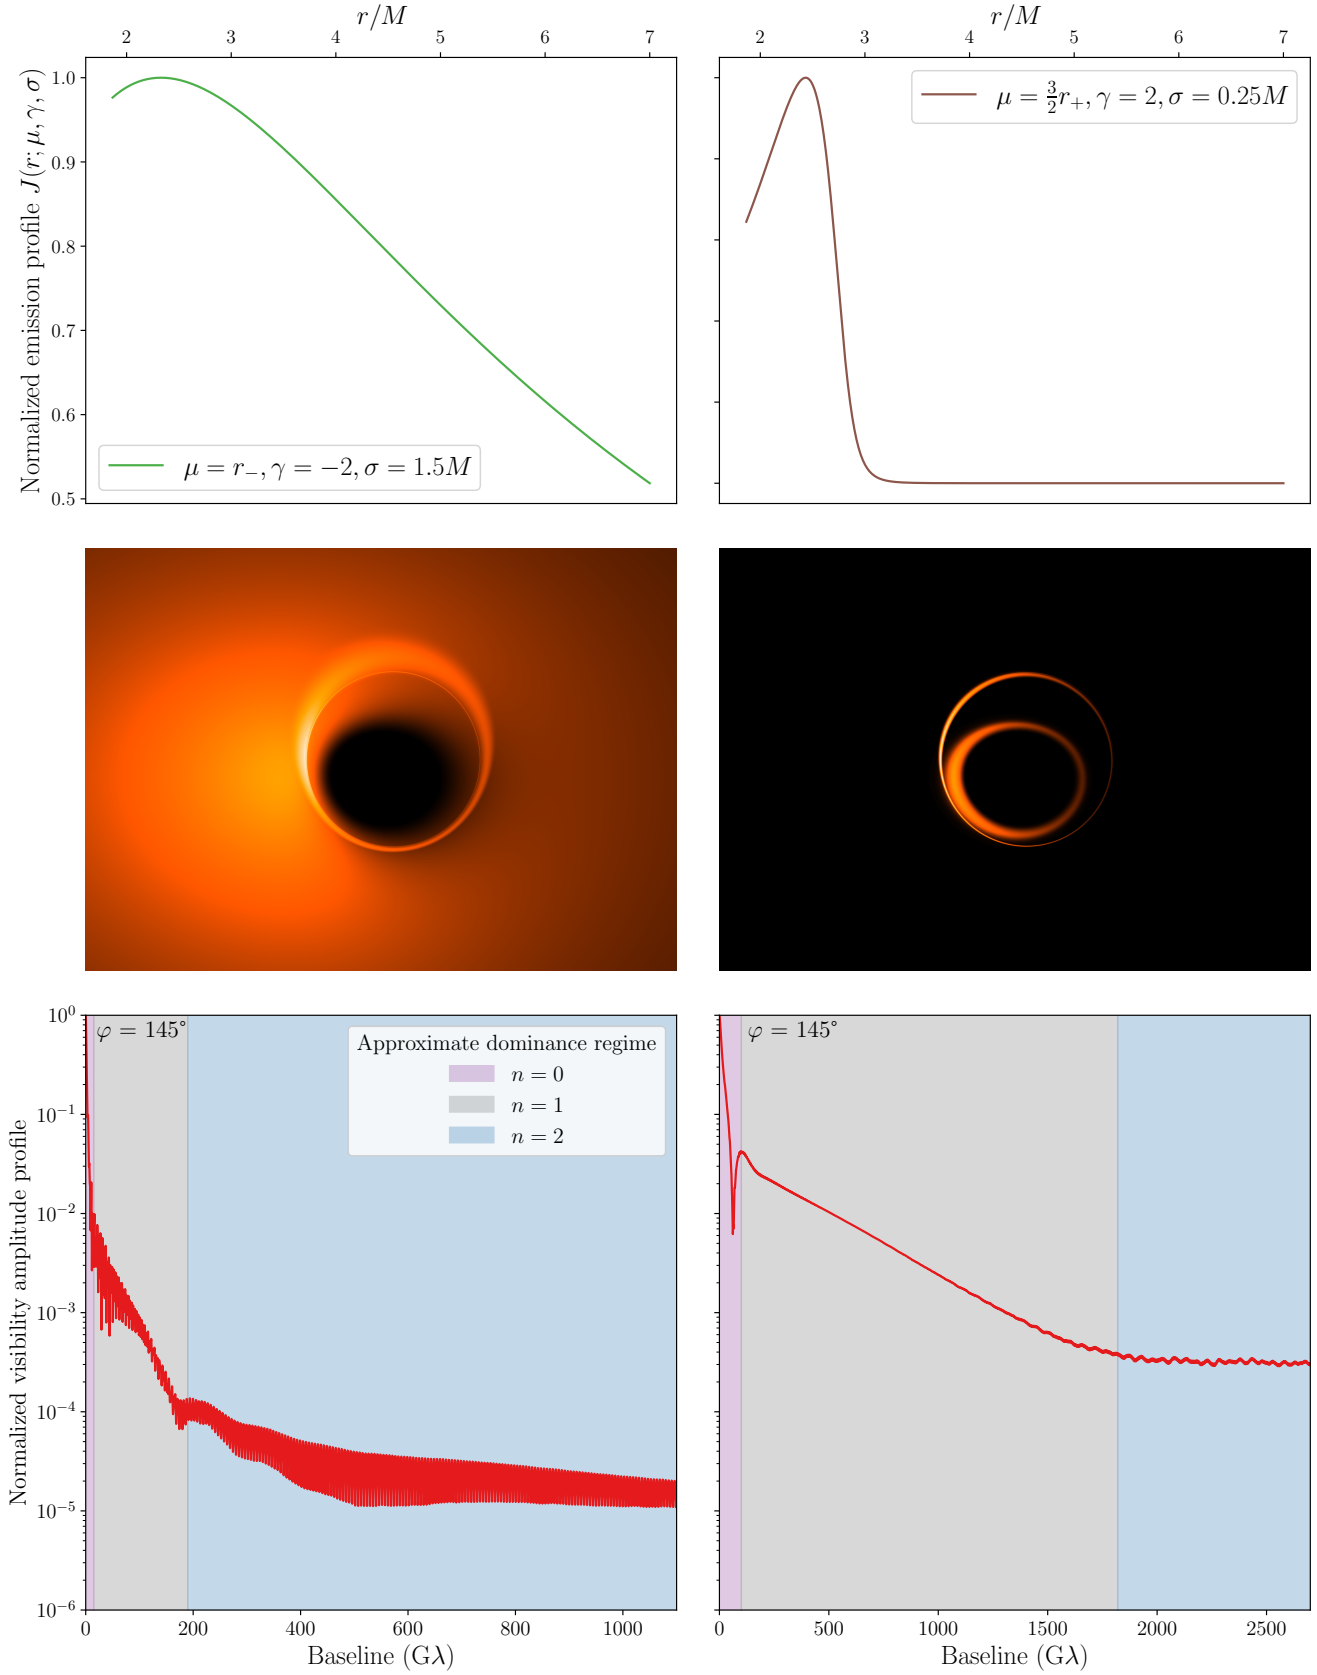 r/M
r/M
2 3 4 5 6 7
2 3 4 5 6 7
Normalized emission profile J(r; μ, γ, σ)
1.0
0.9
0.8
0.7
0.6
0.5
μ = r₋, γ = −2, σ = 1.5M
μ = 3/2 r₊, γ = 2, σ = 0.25M
Normalized visibility amplitude profile
10⁰
10⁻¹
10⁻²
10⁻³
10⁻⁴
10⁻⁵
10⁻⁶
φ = 145°
Approximate dominance regime
n = 0
n = 1
n = 2
φ = 145°
0 200 400 600 800 1000
Baseline (Gλ)
0 500 1000 1500 2000 2500
Baseline (Gλ)